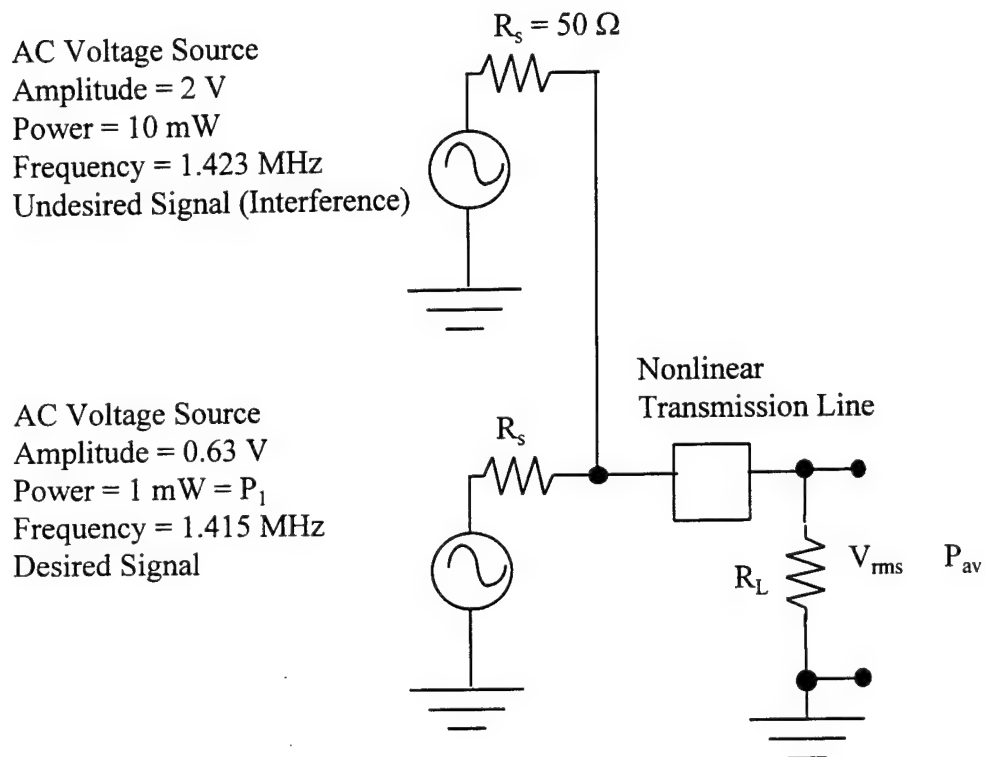 R_s = 50 Ω
AC Voltage Source
Amplitude = 2 V
Power = 10 mW
Frequency = 1.423 MHz
Undesired Signal (Interference)
Nonlinear
Transmission Line
AC Voltage Source
Amplitude = 0.63 V
Power = 1 mW = P_1
Frequency = 1.415 MHz
Desired Signal
R_s
R_L
V_rms
P_av